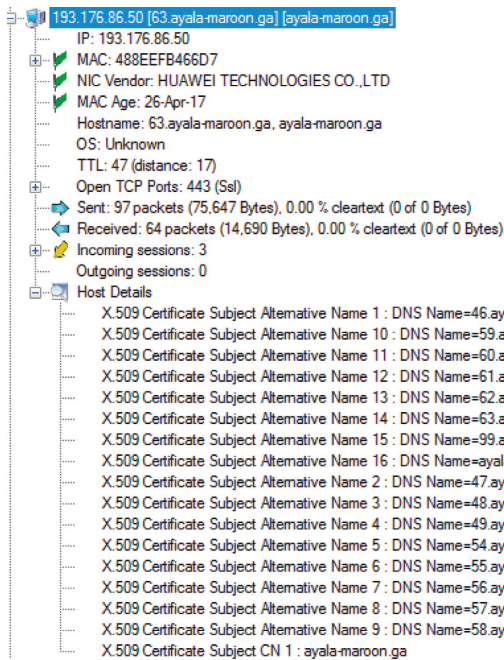 193.176.86.50 [63.ayala-maroon.ga] [ayala-maroon.ga]
IP: 193.176.86.50
MAC: 488EEFB466D7
NIC Vendor: HUAWEI TECHNOLOGIES CO.,LTD
MAC Age: 26-Apr-17
Hostname: 63.ayala-maroon.ga, ayala-maroon.ga
OS: Unknown
TTL: 47 (distance: 17)
Open TCP Ports: 443 (Ssl)
Sent: 97 packets (75,647 Bytes), 0.00 % cleartext (0 of 0 Bytes)
Received: 64 packets (14,690 Bytes), 0.00 % cleartext (0 of 0 Bytes)
Incoming sessions: 3
Outgoing sessions: 0
Host Details
X.509 Certificate Subject Alternative Name 1 : DNS Name=46.ay
X.509 Certificate Subject Alternative Name 10 : DNS Name=59.a
X.509 Certificate Subject Alternative Name 11 : DNS Name=60.a
X.509 Certificate Subject Alternative Name 12 : DNS Name=61.a
X.509 Certificate Subject Alternative Name 13 : DNS Name=62.a
X.509 Certificate Subject Alternative Name 14 : DNS Name=63.a
X.509 Certificate Subject Alternative Name 15 : DNS Name=99.a
X.509 Certificate Subject Alternative Name 16 : DNS Name=ayal
X.509 Certificate Subject Alternative Name 2 : DNS Name=47.ay
X.509 Certificate Subject Alternative Name 3 : DNS Name=48.ay
X.509 Certificate Subject Alternative Name 4 : DNS Name=49.ay
X.509 Certificate Subject Alternative Name 5 : DNS Name=54.ay
X.509 Certificate Subject Alternative Name 6 : DNS Name=55.ay
X.509 Certificate Subject Alternative Name 7 : DNS Name=56.ay
X.509 Certificate Subject Alternative Name 8 : DNS Name=57.ay
X.509 Certificate Subject Alternative Name 9 : DNS Name=58.ay
X.509 Certificate Subject CN 1 : ayala-maroon.ga